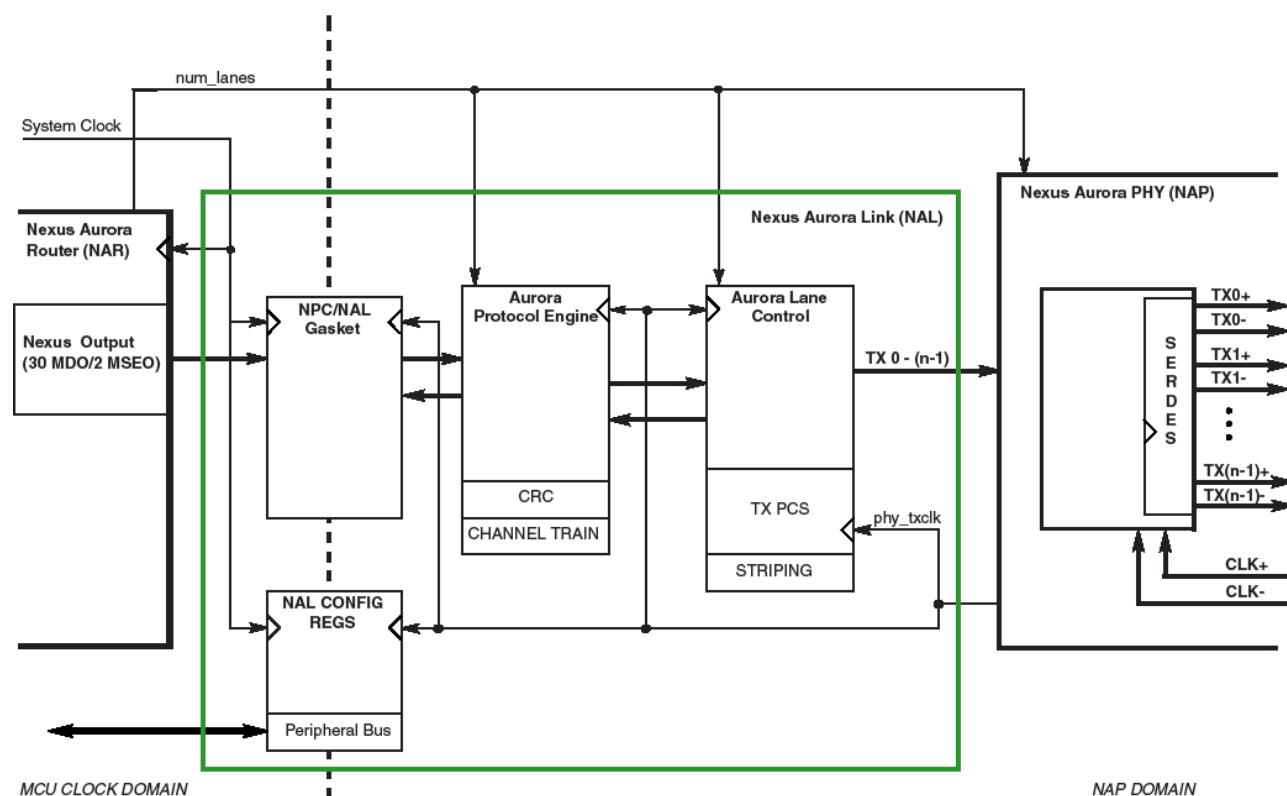 num_lanes
System Clock
Nexus Aurora
Router (NAR)
Nexus Output
(30 MDO/2 MSEO)
Nexus Aurora Link (NAL)
NPC/NAL
Gasket
Aurora
Protocol Engine
CRC
CHANNEL TRAIN
Aurora Lane
Control
TX PCS
STRIPING
TX 0 - (n-1)
phy_txclk
NAL CONFIG
REGS
Peripheral Bus
Nexus Aurora PHY (NAP)
SERDES
TX0+
TX0-
TX1+
TX1-
TX(n-1)+
TX(n-1)-
CLK+
CLK-
MCU CLOCK DOMAIN
NAP DOMAIN